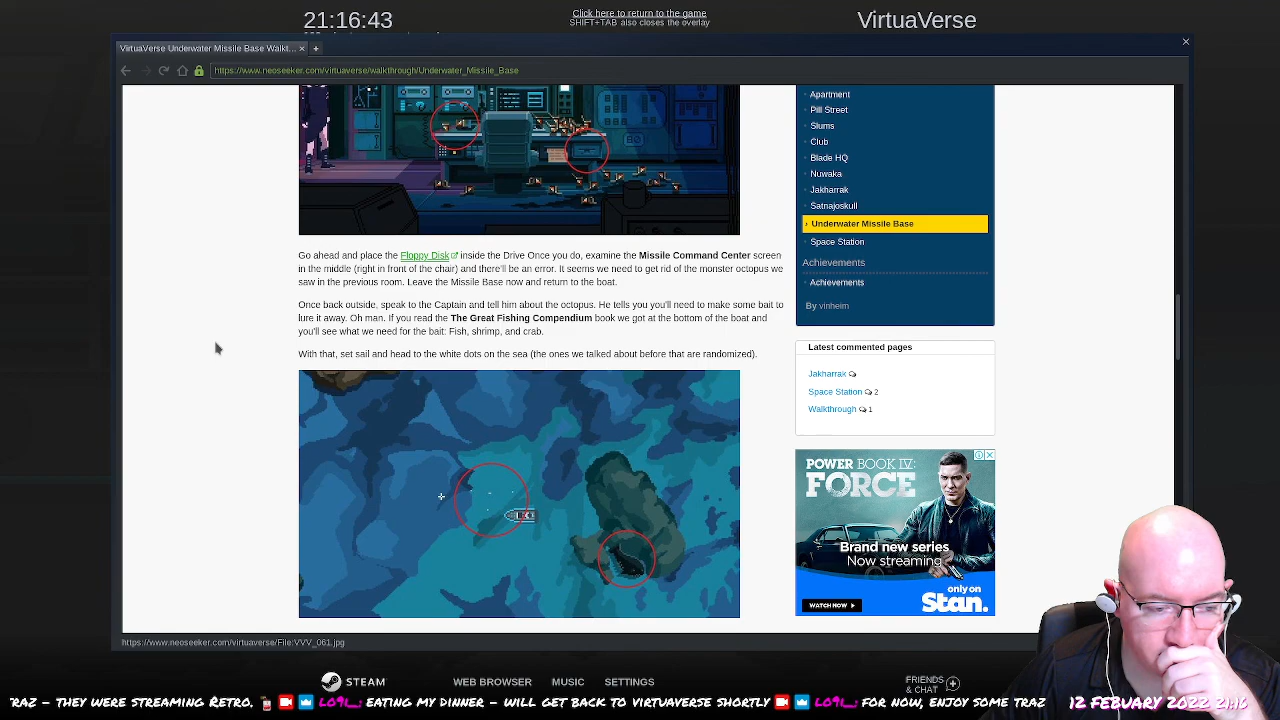 21:16:43
Click here to return to the game
SHIFT+TAB also closes the overlay
VirtuaVerse
VirtuaVerse Underwater Missile Base Walkt...
https://www.neoseeker.com/virtuaverse/walkthrough/Underwater_Missile_Base
Apartment
Pill Street
Slums
Club
Blade HQ
Nuwaka
Jakharrak
Satnajoskull
› Underwater Missile Base
Space Station
Achievements
Achievements
By vinheim
Go ahead and place the Floppy Disk inside the Drive Once you do, examine the Missile Command Center screen
in the middle (right in front of the chair) and there'll be an error. It seems we need to get rid of the monster octopus we
saw in the previous room. Leave the Missile Base now and return to the boat.
Once back outside, speak to the Captain and tell him about the octopus. He tells you you'll need to make some bait to
lure it away. Oh man. If you read the The Great Fishing Compendium book we got at the bottom of the boat and
you'll see what we need for the bait: Fish, shrimp, and crab.
With that, set sail and head to the white dots on the sea (the ones we talked about before that are randomized).
Latest commented pages
Jakharrak
Space Station 2
Walkthrough 1
POWER BOOK IV:
FORCE
Brand new series
Now streaming
WATCH NOW
only on
Stan.
https://www.neoseeker.com/virtuaverse/File:VVV_061.jpg
STEAM
WEB BROWSER
MUSIC
SETTINGS
FRIENDS
& CHAT
TRAZ - THEY WERE STREAMING RETRO. LO9I_: EATING MY DINNER - WILL GET BACK TO VIRTUAVERSE SHORTLY LO9I_: FOR NOW, ENJOY SOME TRAZ
12 FEBUARY 2022 21:16